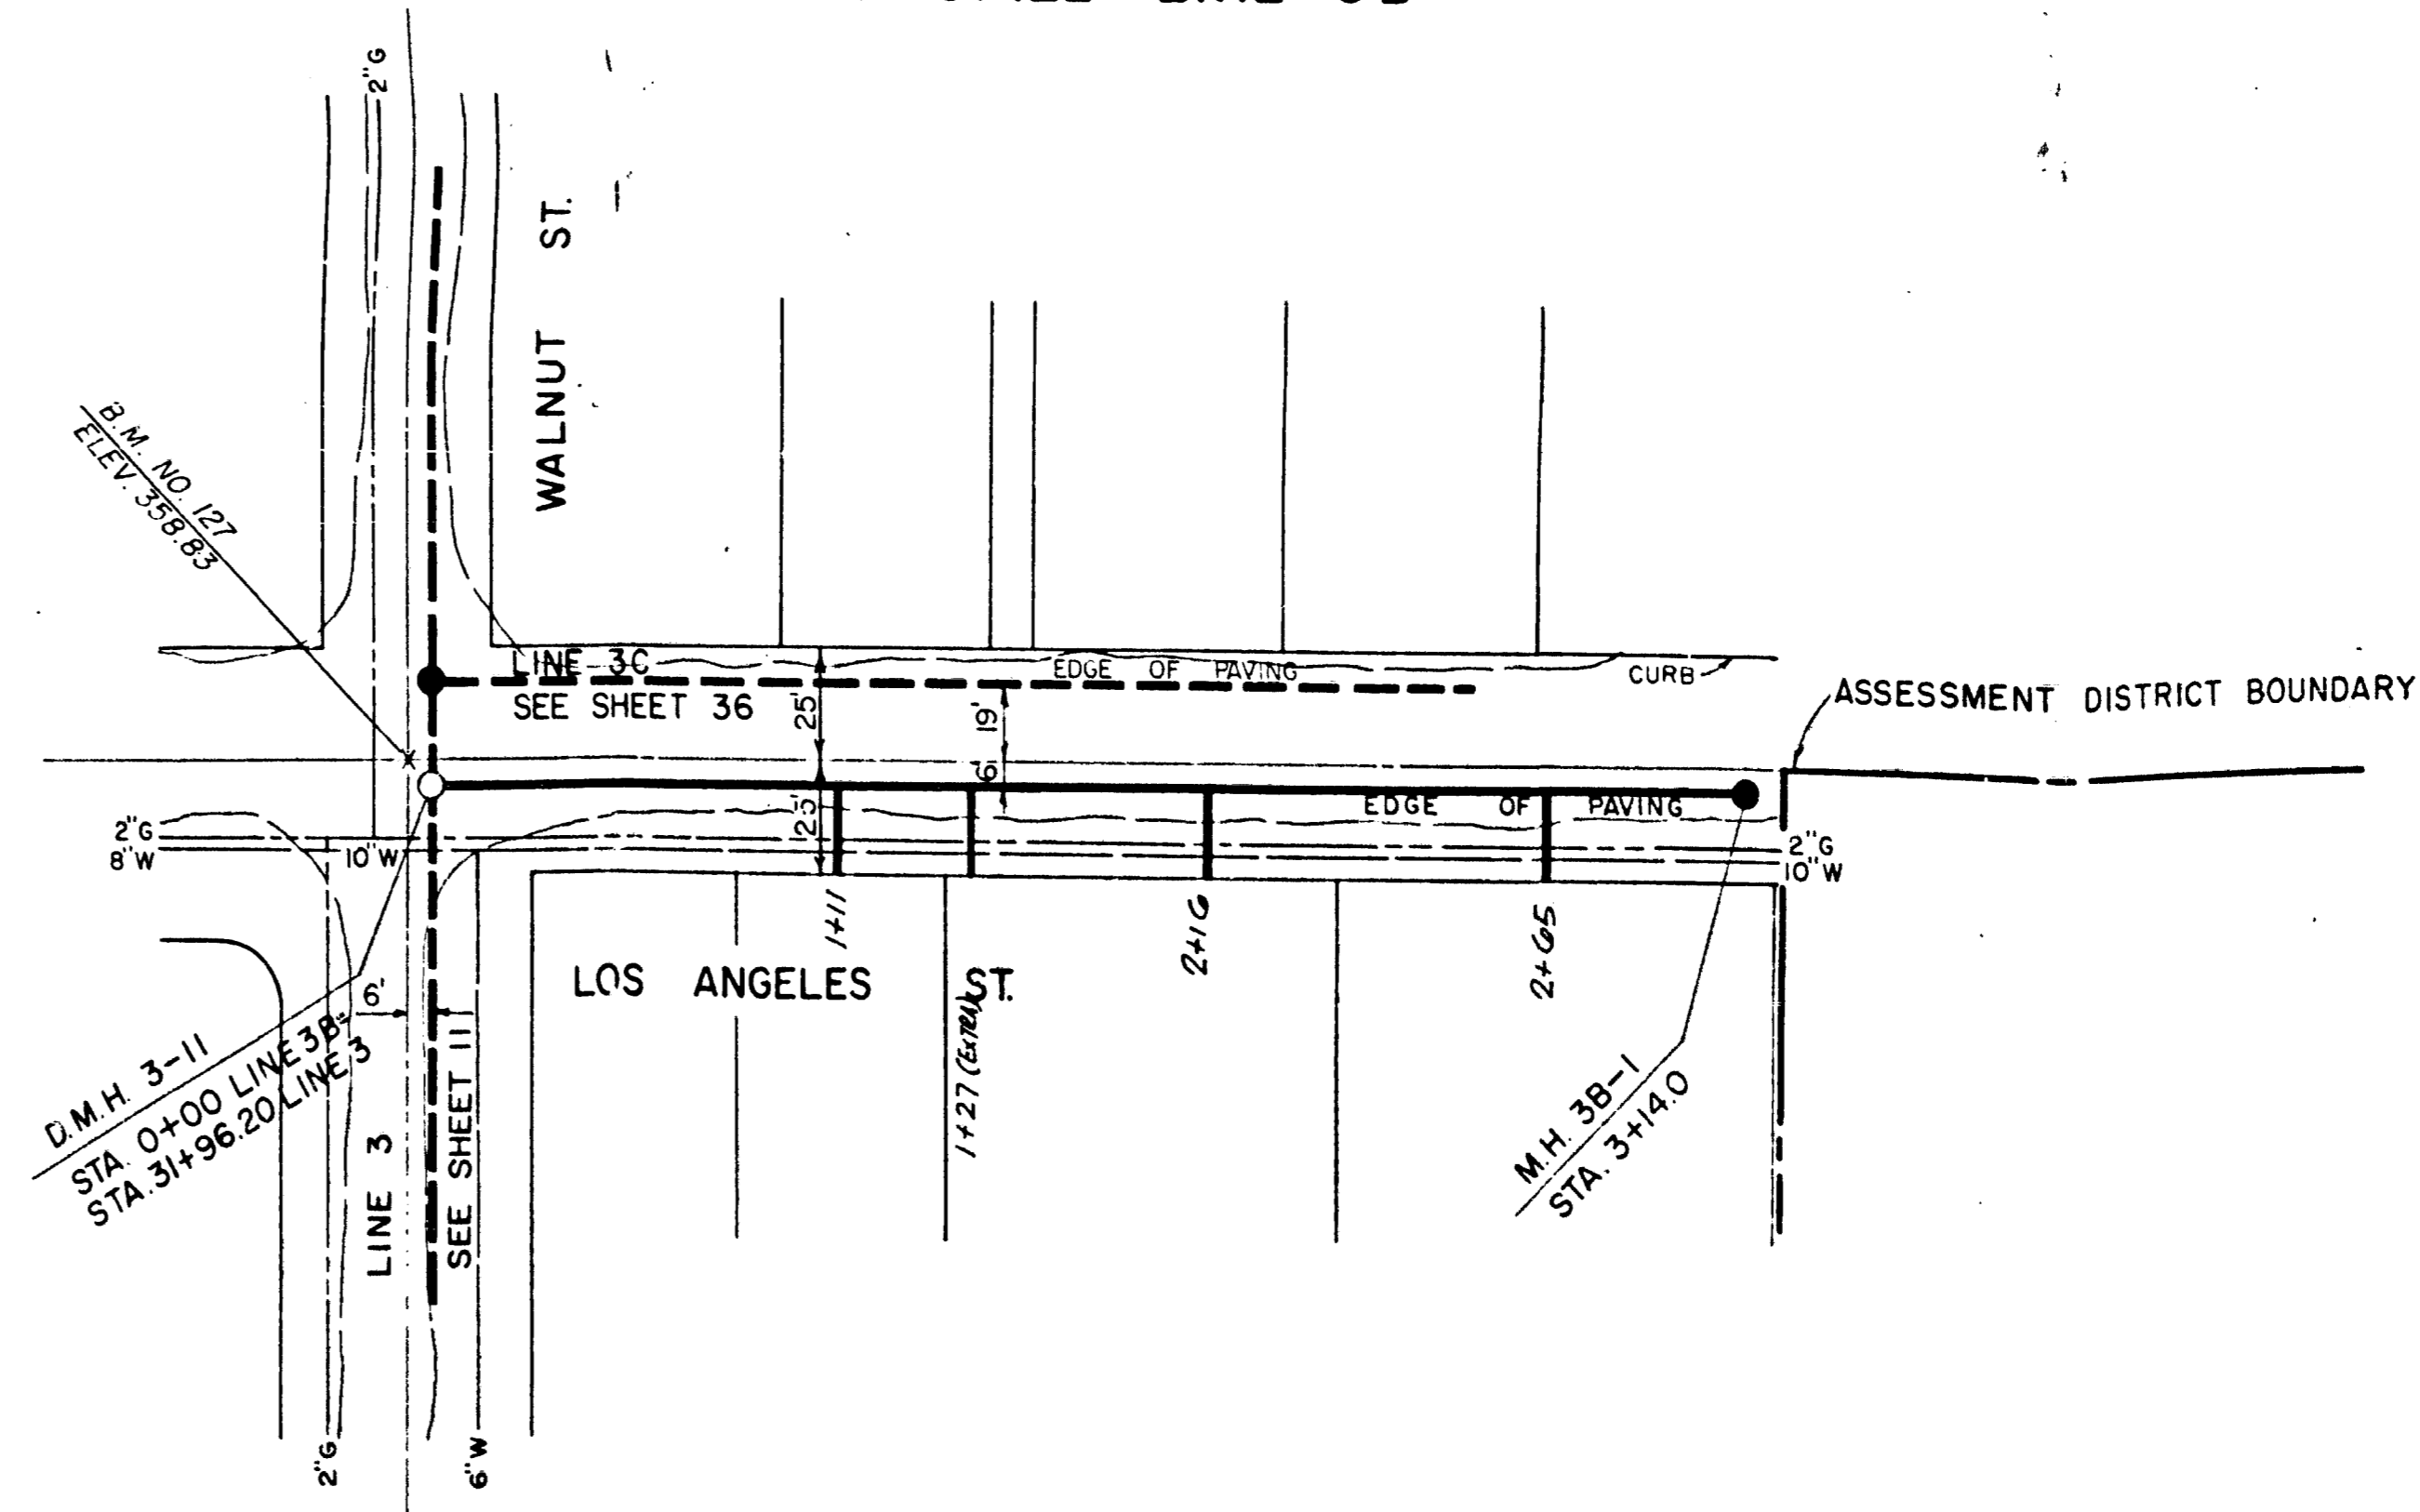 2"G
WALNUT ST.
B.M. NO. 127
ELEV. 358.83
LINE 3C
SEE SHEET 36
EDGE OF PAVING
CURB
25'
19'
6'
25'
ASSESSMENT DISTRICT BOUNDARY
EDGE OF PAVING
2"G
8"W
10"W
2"G
10"W
1+11
1+27 (EXTRA)
2+16
2+65
LOS ANGELES ST.
6'
D.M.H. 3-11
STA. 0+00 LINE 3B=
STA. 31+96.20 LINE 3
LINE 3
SEE SHEET 11
M.H. 3B-1
STA. 3+14.0
2"G
6"W